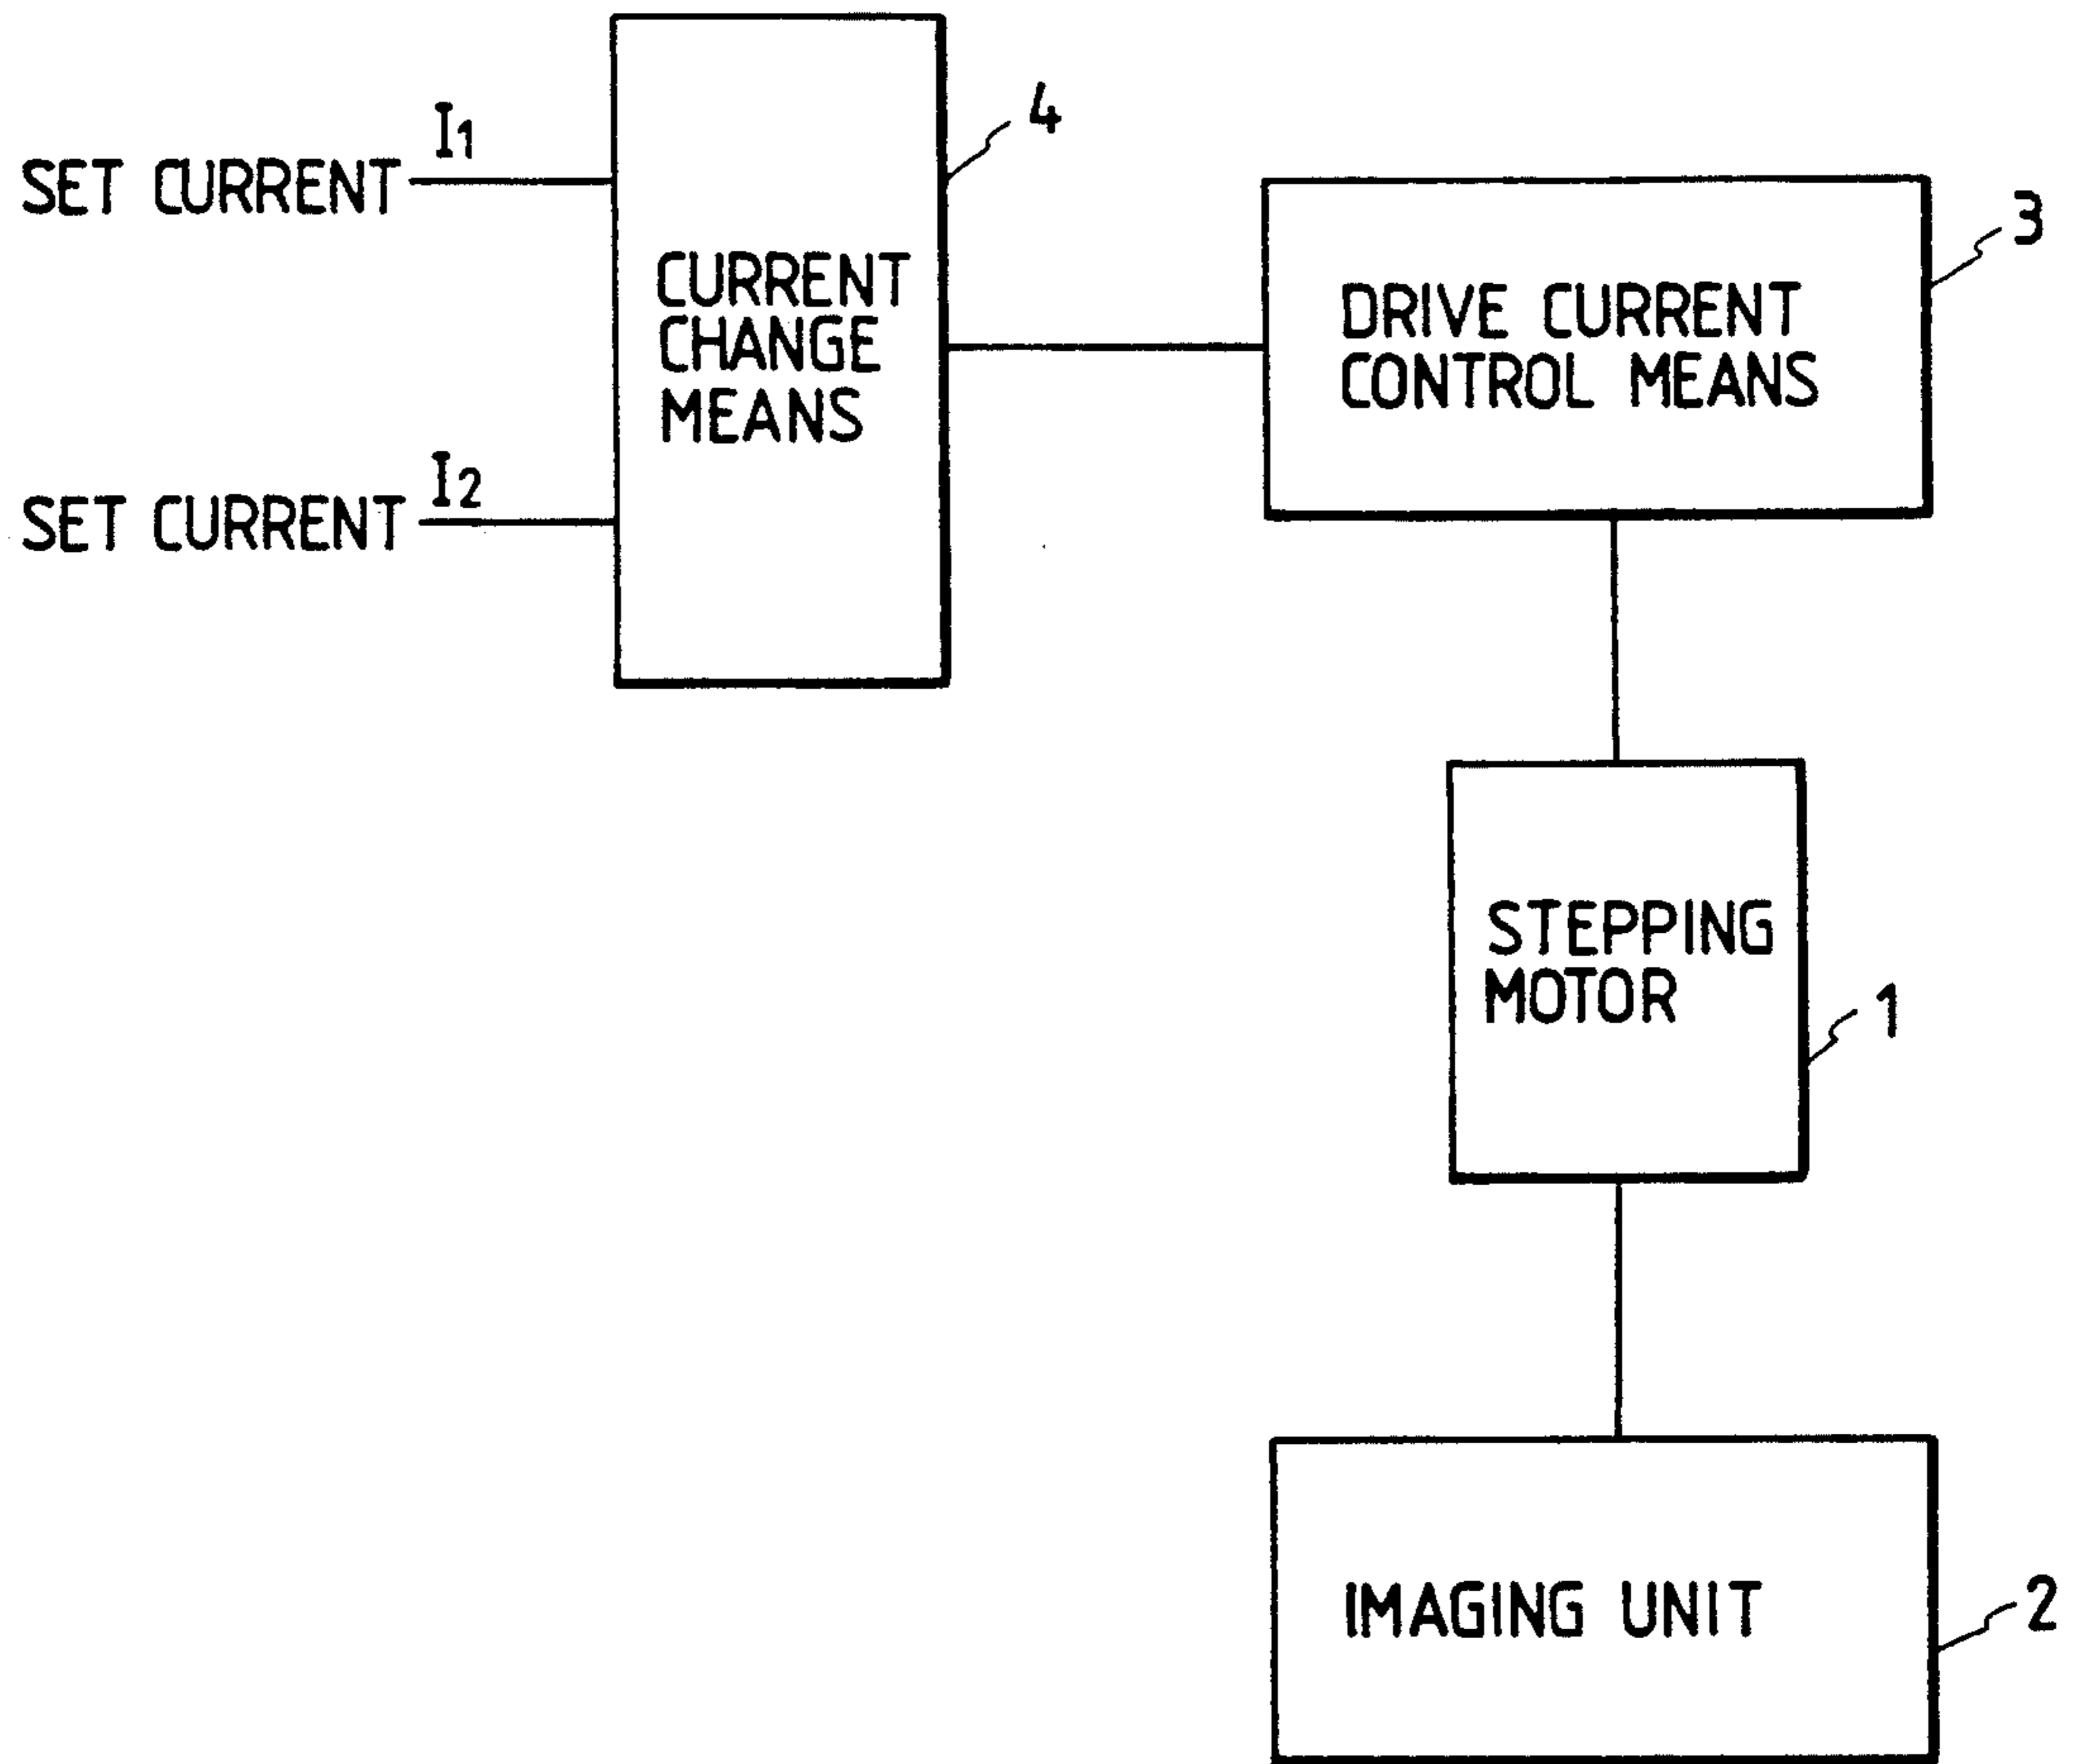 I1
SET CURRENT
I2
SET CURRENT
CURRENT
CHANGE
MEANS
4
DRIVE CURRENT
CONTROL MEANS
3
STEPPING
MOTOR
1
IMAGING UNIT
2